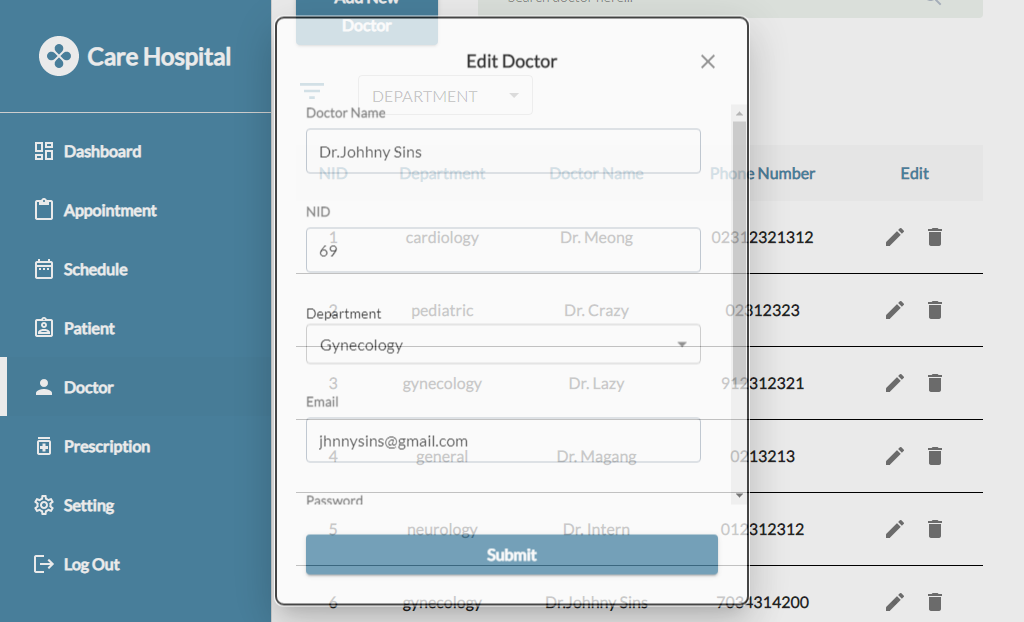 Add New
Doctor
Search doctor here...
Care Hospital
Dashboard
Appointment
Schedule
Patient
Doctor
Prescription
Setting
Log Out
Edit Doctor
DEPARTMENT
Doctor Name
Dr.Johhny Sins
NID
69
Department
Gynecology
Email
jhnnysins@gmail.com
Password
Submit
NID Department Doctor Name Phone Number Edit
1 cardiology Dr. Meong 02312321312
2 pediatric Dr. Crazy 02312323
3 gynecology Dr. Lazy 912312321
4 general Dr. Magang 0213213
5 neurology Dr. Intern 012312312
6 gynecology Dr.Johhny Sins 7034314200